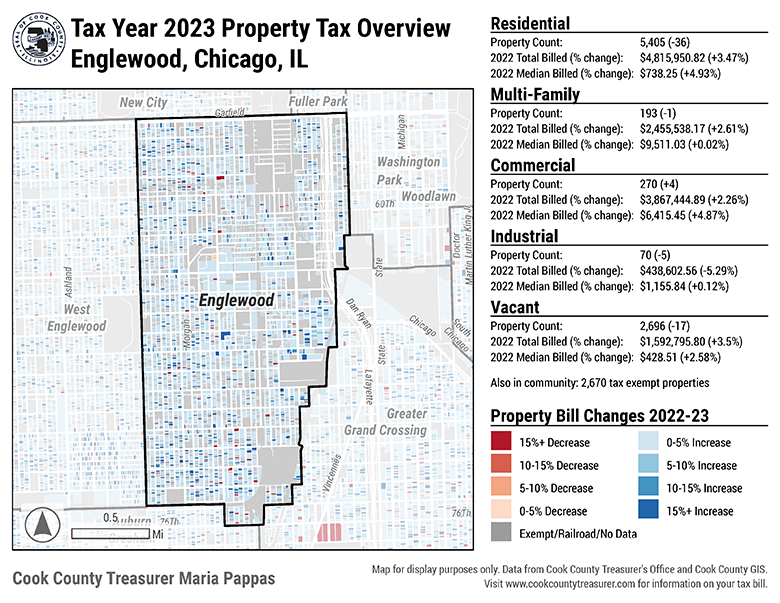 Tax Year 2023 Property Tax Overview
Englewood, Chicago, IL
New City
Fuller Park
Garfield
Michigan
Washington
Park
Woodlawn
60Th
Doctor
Martin Luther King J
State
Ashland
West
Englewood
Englewood
Morgan
Dan Ryan
Chicago
South
Chicago
State
Lafayette
Greater
Grand Crossing
Vincennes
76Th
Auburn
76Th
0.5
Mi
Cook County Treasurer Maria Pappas
Residential
Property Count: 5,405 (-36)
2022 Total Billed (% change): $4,815,950.82 (+3.47%)
2022 Median Billed (% change): $738.25 (+4.93%)
Multi-Family
Property Count: 193 (-1)
2022 Total Billed (% change): $2,455,538.17 (+2.61%)
2022 Median Billed (% change): $9,511.03 (+0.02%)
Commercial
Property Count: 270 (+4)
2022 Total Billed (% change): $3,867,444.89 (+2.26%)
2022 Median Billed (% change): $6,415.45 (+4.87%)
Industrial
Property Count: 70 (-5)
2022 Total Billed (% change): $438,602.56 (-5.29%)
2022 Median Billed (% change): $1,155.84 (+0.12%)
Vacant
Property Count: 2,696 (-17)
2022 Total Billed (% change): $1,592,795.80 (+3.5%)
2022 Median Billed (% change): $428.51 (+2.58%)
Also in community: 2,670 tax exempt properties
Property Bill Changes 2022-23
15%+ Decrease
10-15% Decrease
5-10% Decrease
0-5% Decrease
Exempt/Railroad/No Data
0-5% Increase
5-10% Increase
10-15% Increase
15%+ Increase
Map for display purposes only. Data from Cook County Treasurer's Office and Cook County GIS.
Visit www.cookcountytreasurer.com for information on your tax bill.